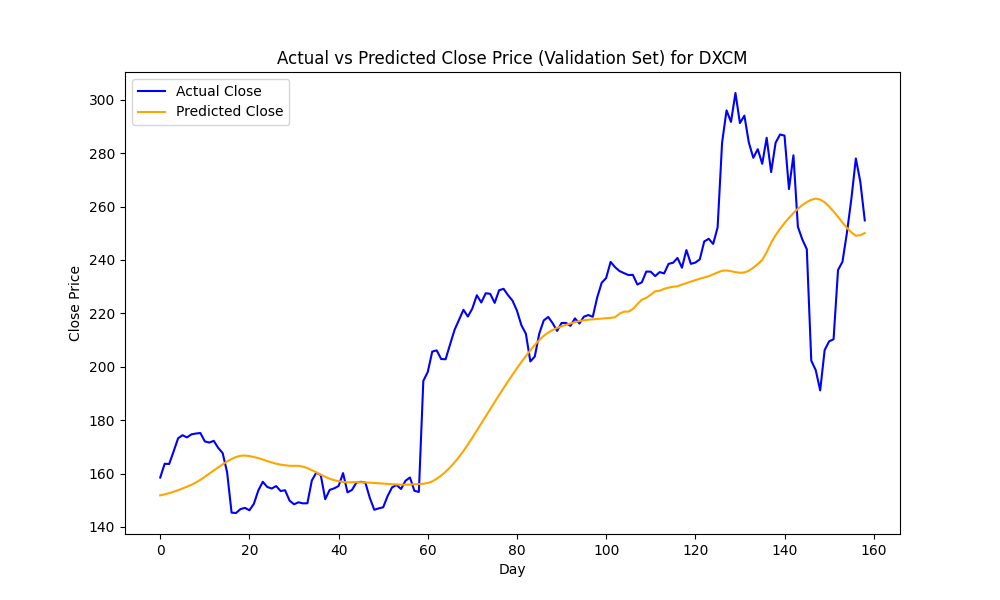 Actual vs Predicted Close Price (Validation Set) for DXCM
Actual Close
Predicted Close
Close Price
300
280
260
240
220
200
180
160
140
0 20 40 60 80 100 120 140 160
Day